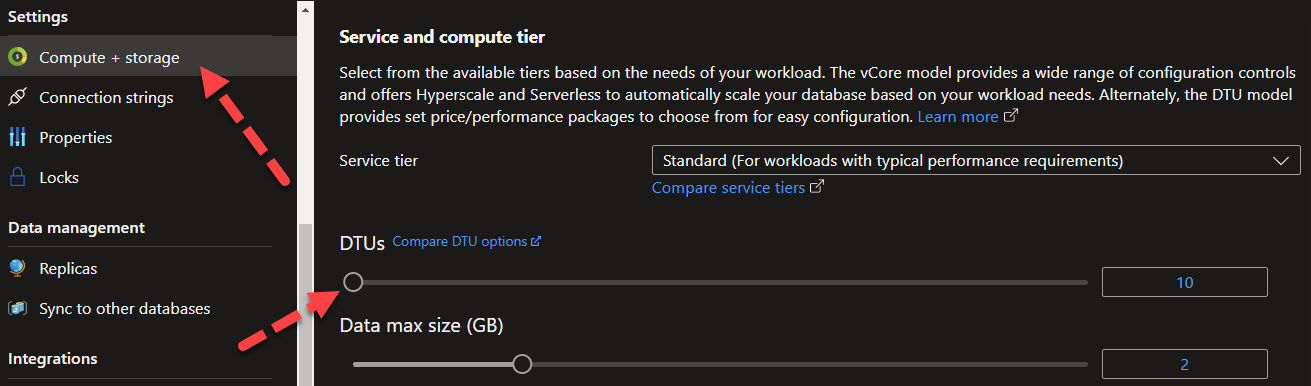 Settings
Compute + storage
Connection strings
Properties
Locks
Data management
Replicas
Sync to other databases
Integrations
Service and compute tier
Select from the available tiers based on the needs of your workload. The vCore model provides a wide range of configuration controls
and offers Hyperscale and Serverless to automatically scale your database based on your workload needs. Alternately, the DTU model
provides set price/performance packages to choose from for easy configuration. Learn more
Service tier
Standard (For workloads with typical performance requirements)
Compare service tiers
DTUs Compare DTU options
10
Data max size (GB)
2